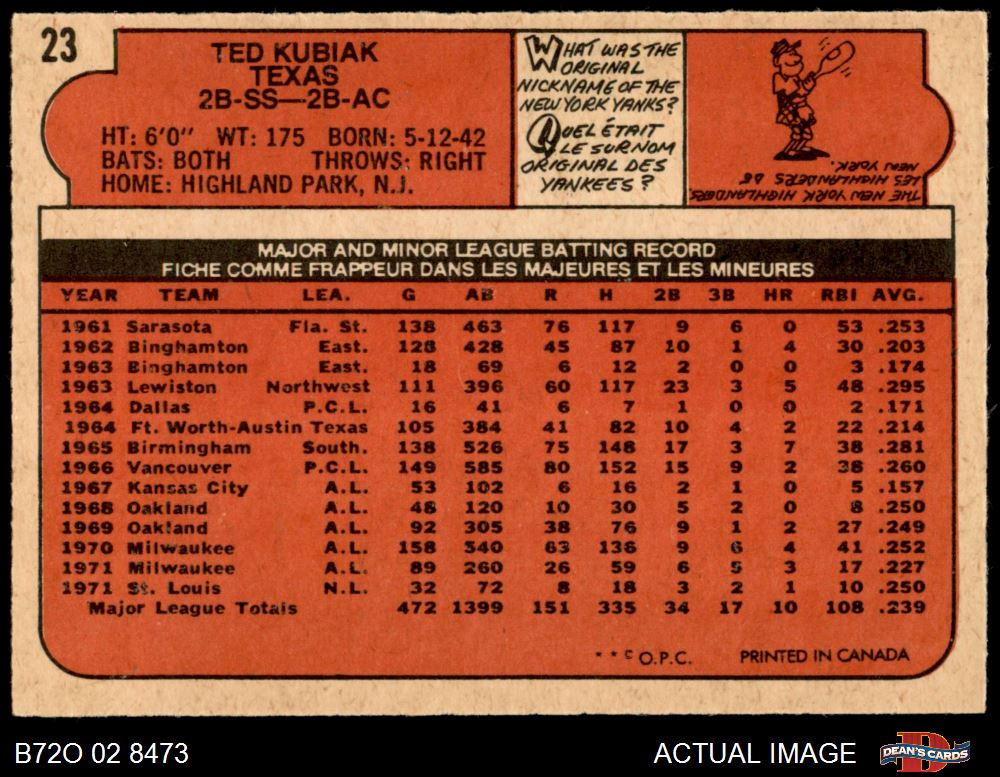 23
TED KUBIAK
TEXAS
2B-SS—2B-AC
HT: 6'0" WT: 175 BORN: 5-12-42
BATS: BOTH THROWS: RIGHT
HOME: HIGHLAND PARK, N.J.
WHAT WAS THE
ORIGINAL
NICKNAME OF THE
NEW YORK YANKS?
QUEL ÉTAIT
LE SURNOM
ORIGINAL DES
YANKEES?
THE NEW YORK HIGHLANDERS.
LES HIGHLANDERS DE
NEW YORK.
MAJOR AND MINOR LEAGUE BATTING RECORD
FICHE COMME FRAPPEUR DANS LES MAJEURES ET LES MINEURES
YEAR TEAM LEA. G AB R H 2B 3B HR RBI AVG.
1961 Sarasota Fla. St. 138 463 76 117 9 6 0 53 .253
1962 Binghamton East. 128 428 45 87 10 1 4 30 .203
1963 Binghamton East. 18 69 6 12 2 0 0 3 .174
1963 Lewiston Northwest 111 396 60 117 23 3 5 48 .295
1964 Dallas P.C.L. 16 41 6 7 1 0 0 2 .171
1964 Ft. Worth-Austin Texas 105 384 41 82 10 4 2 22 .214
1965 Birmingham South. 138 526 75 148 17 3 7 38 .281
1966 Vancouver P.C.L. 149 585 80 152 15 9 2 38 .260
1967 Kansas City A.L. 53 102 6 16 2 1 0 5 .157
1968 Oakland A.L. 48 120 10 30 5 2 0 8 .250
1969 Oakland A.L. 92 305 38 76 9 1 2 27 .249
1970 Milwaukee A.L. 158 540 63 136 9 6 4 41 .252
1971 Milwaukee A.L. 89 260 26 59 6 5 3 17 .227
1971 St. Louis N.L. 32 72 8 18 3 2 1 10 .250
Major League Totals 472 1399 151 335 34 17 10 108 .239
* * © O.P.C. PRINTED IN CANADA
B72O 02 8473 ACTUAL IMAGE DEAN'S CARDS